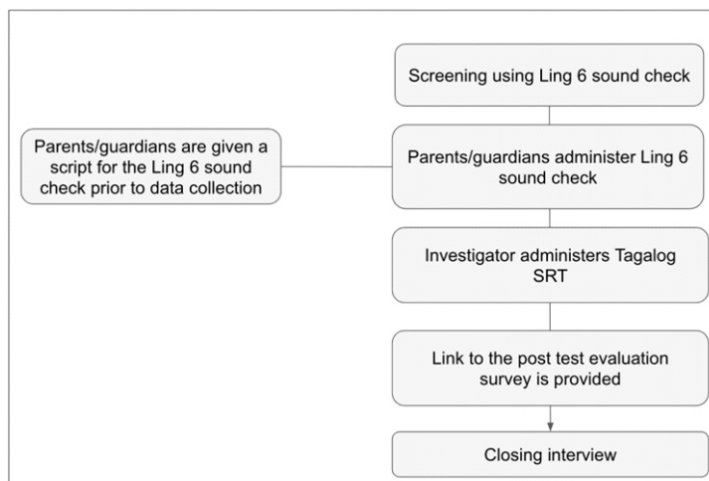 Screening using Ling 6 sound check
Parents/guardians are given a
script for the Ling 6 sound
check prior to data collection
Parents/guardians administer Ling 6
sound check
Investigator administers Tagalog
SRT
Link to the post test evaluation
survey is provided
Closing interview